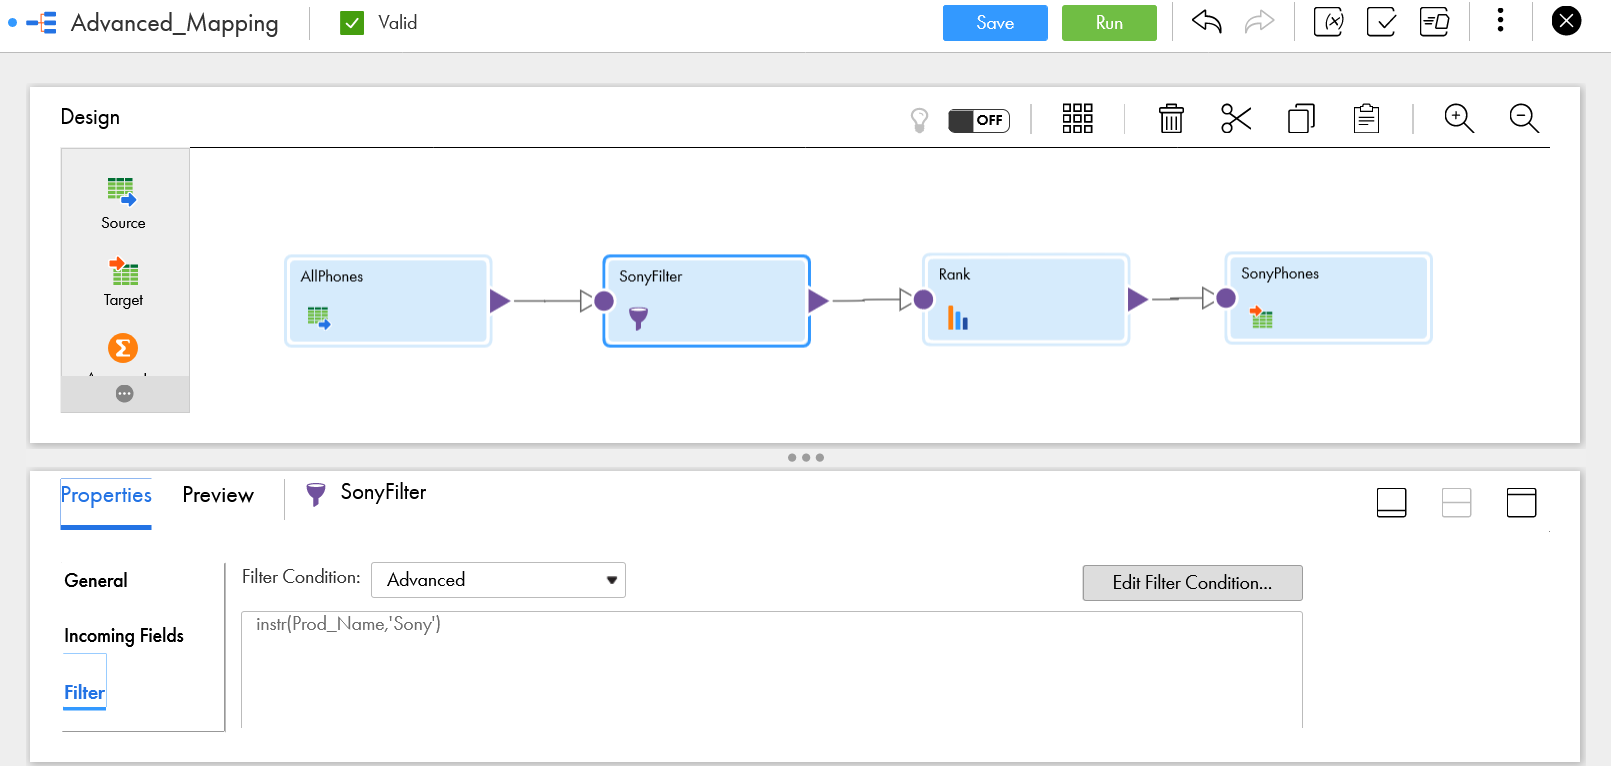 Advanced_Mapping
Valid
Save
Run
Design
OFF
Source
Target
AllPhones
SonyFilter
Rank
SonyPhones
Properties
Preview
SonyFilter
General
Incoming Fields
Filter
Filter Condition:
Advanced
Edit Filter Condition...
instr(Prod_Name,'Sony')